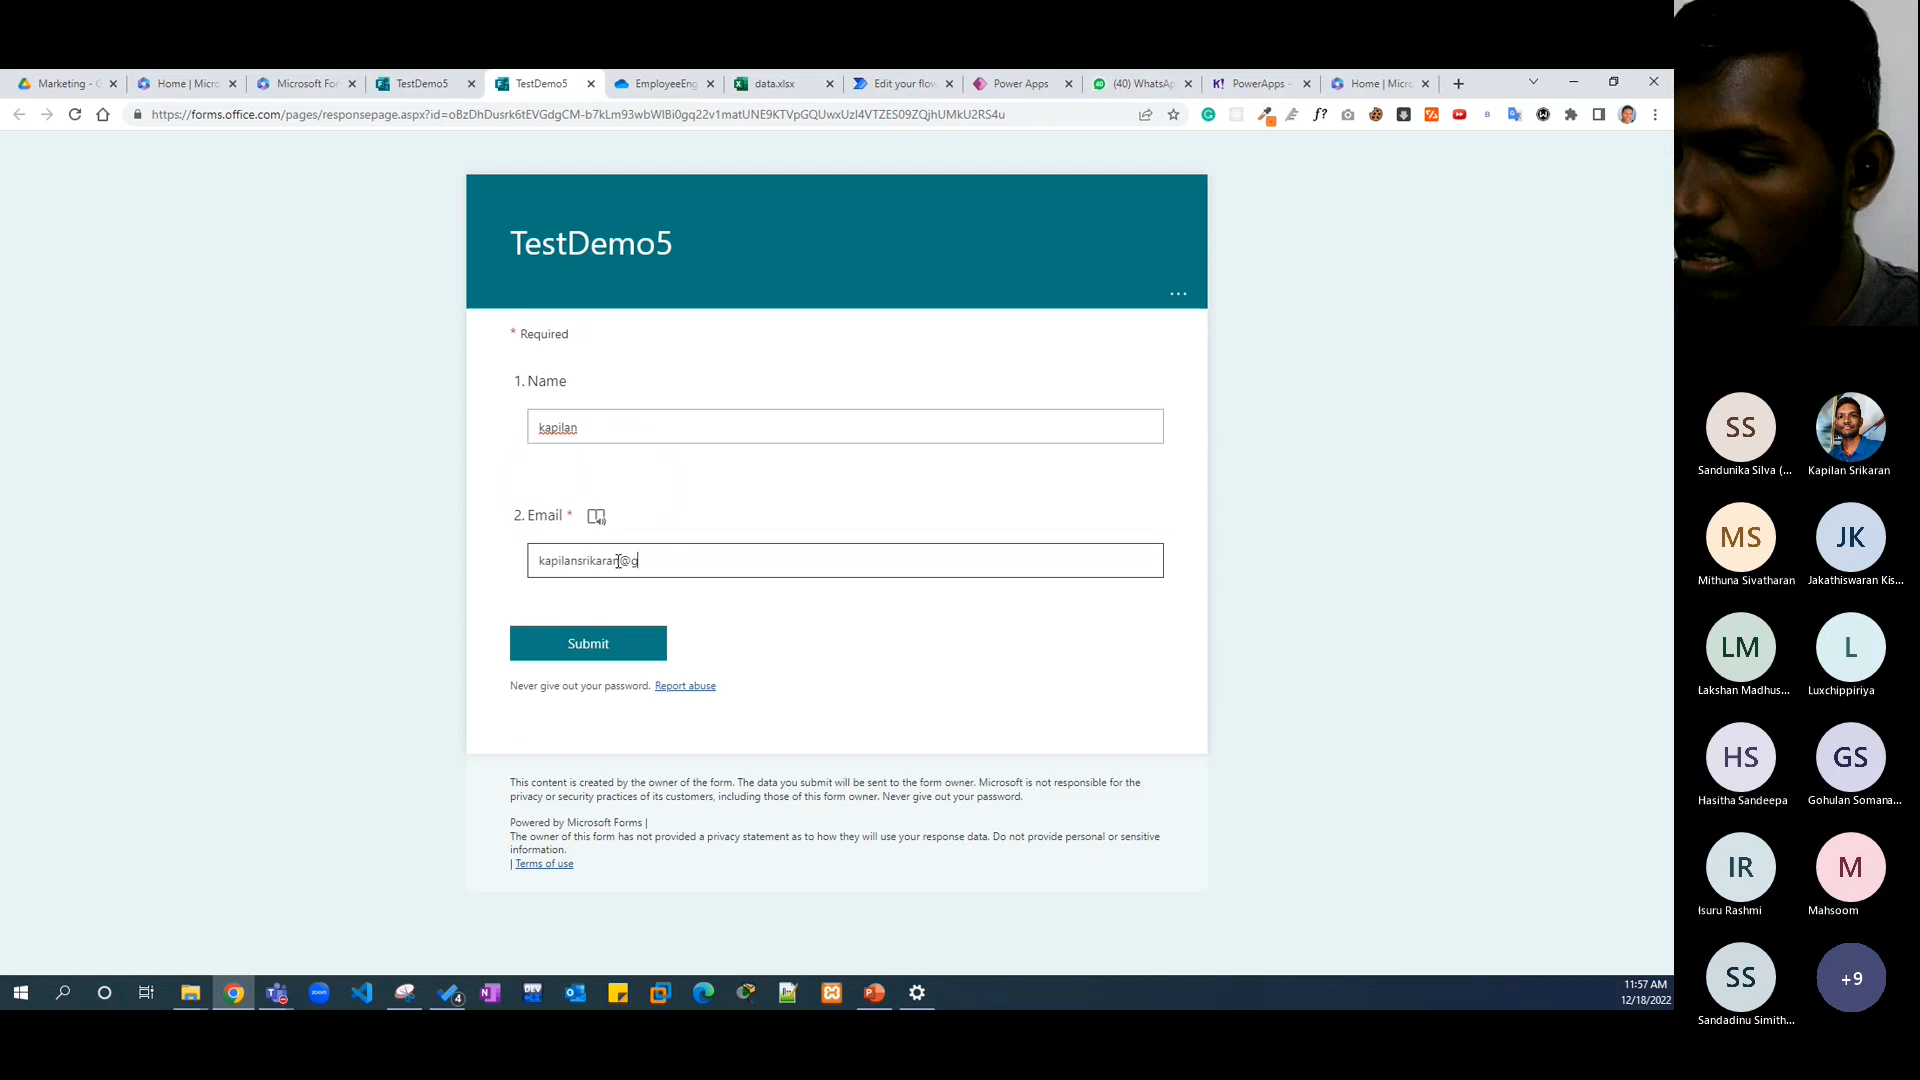 Marketing - G
Home | Micro
Microsoft For
TestDemo5
TestDemo5
EmployeeEng
data.xlsx
Edit your flow
Power Apps
(40) WhatsAp
PowerApps -
Home | Micro
https://forms.office.com/pages/responsepage.aspx?id=oBzDhDusrk6tEVGdgCM-b7kLm93wbWlBi0gq22v1matUNE9KTVpGQUwxUzI4VTZES09ZQjhUMkU2RS4u
TestDemo5
* Required
1. Name
kapilan
2. Email *
kapilansrikaran@g
Submit
Never give out your password. Report abuse
This content is created by the owner of the form. The data you submit will be sent to the form owner. Microsoft is not responsible for the
privacy or security practices of its customers, including those of this form owner. Never give out your password.
Powered by Microsoft Forms |
The owner of this form has not provided a privacy statement as to how they will use your response data. Do not provide personal or sensitive
information.
| Terms of use
11:57 AM
12/18/2022
SS
Sandunika Silva (...
Kapilan Srikaran
MS
Mithuna Sivatharan
JK
Jakathiswaran Kis...
LM
Lakshan Madhus...
L
Luxchippiriya
HS
Hasitha Sandeepa
GS
Gohulan Somana...
IR
Isuru Rashmi
M
Mahsoom
SS
Sandadinu Simith...
+9